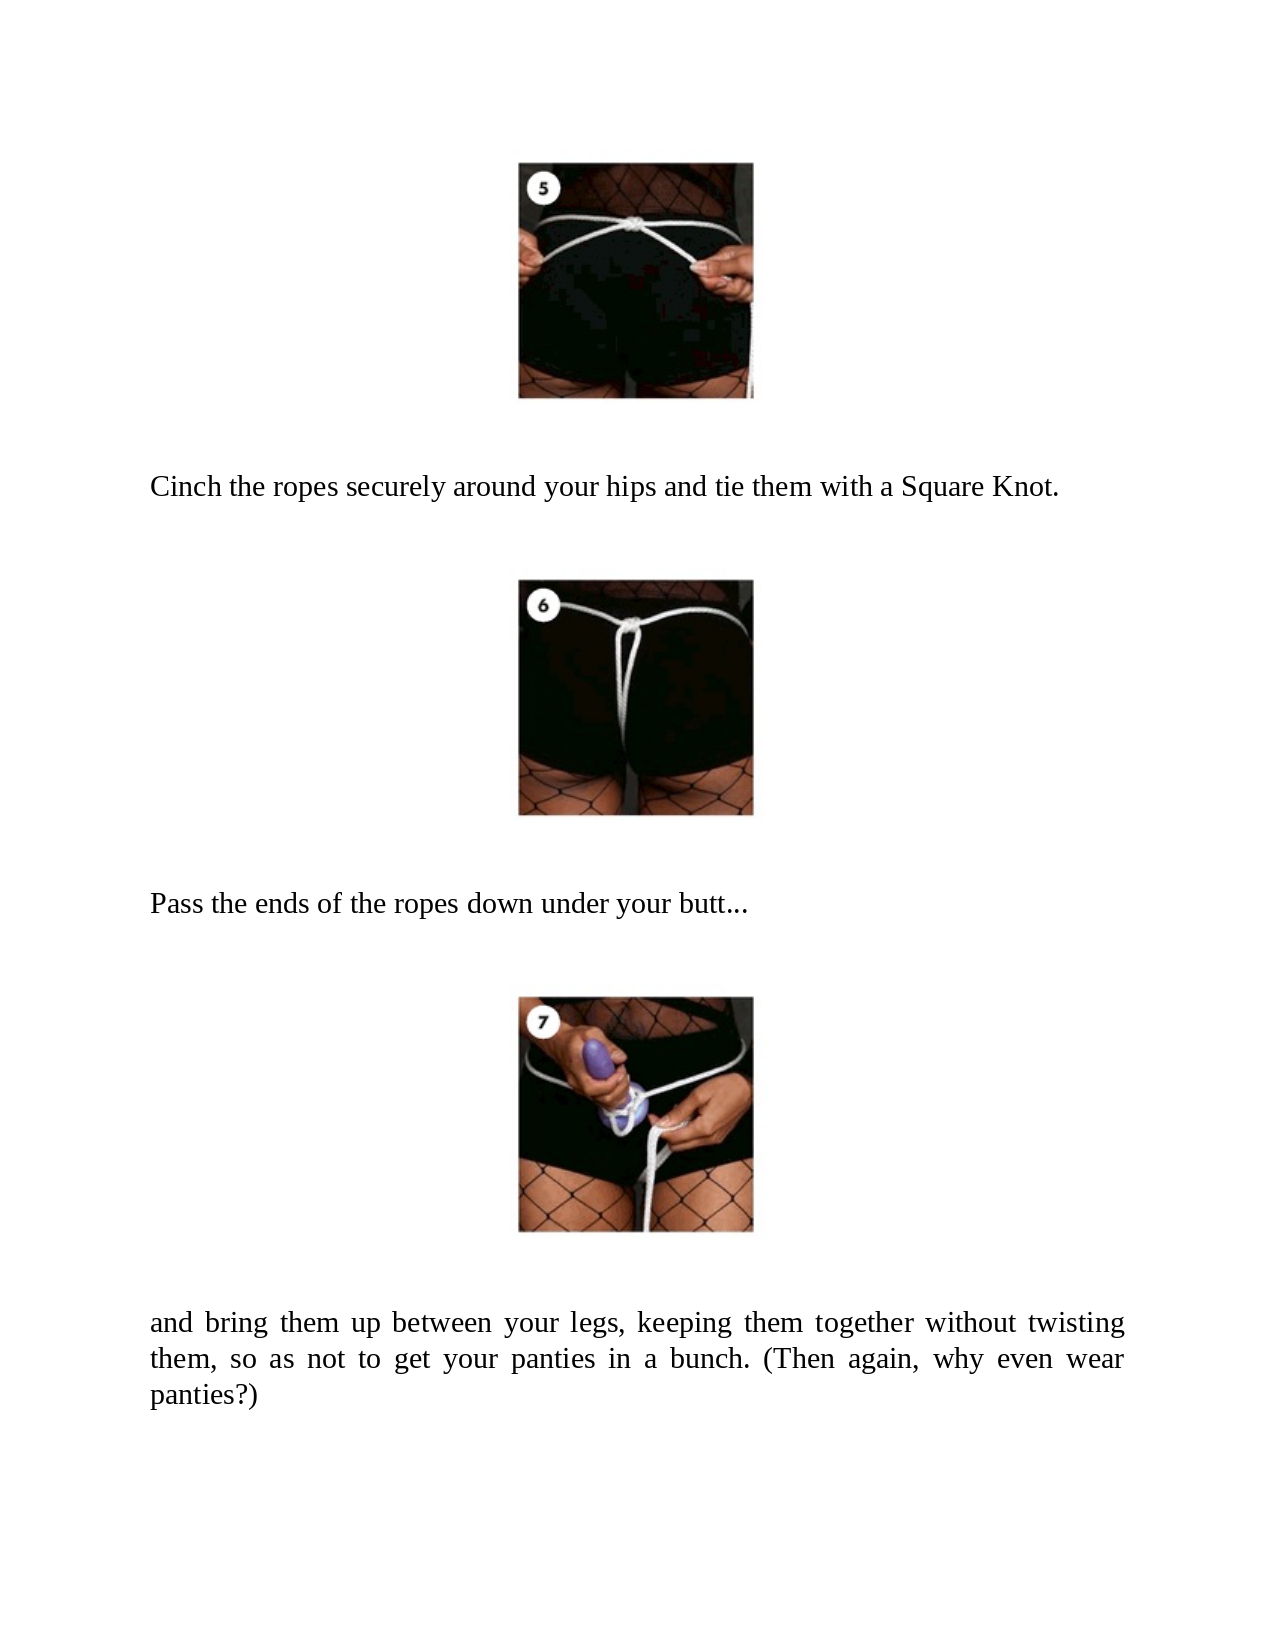 5
Cinch the ropes securely around your hips and tie them with a Square Knot.
6
Pass the ends of the ropes down under your butt...
7
and bring them up between your legs, keeping them together without twisting
them, so as not to get your panties in a bunch. (Then again, why even wear
panties?)